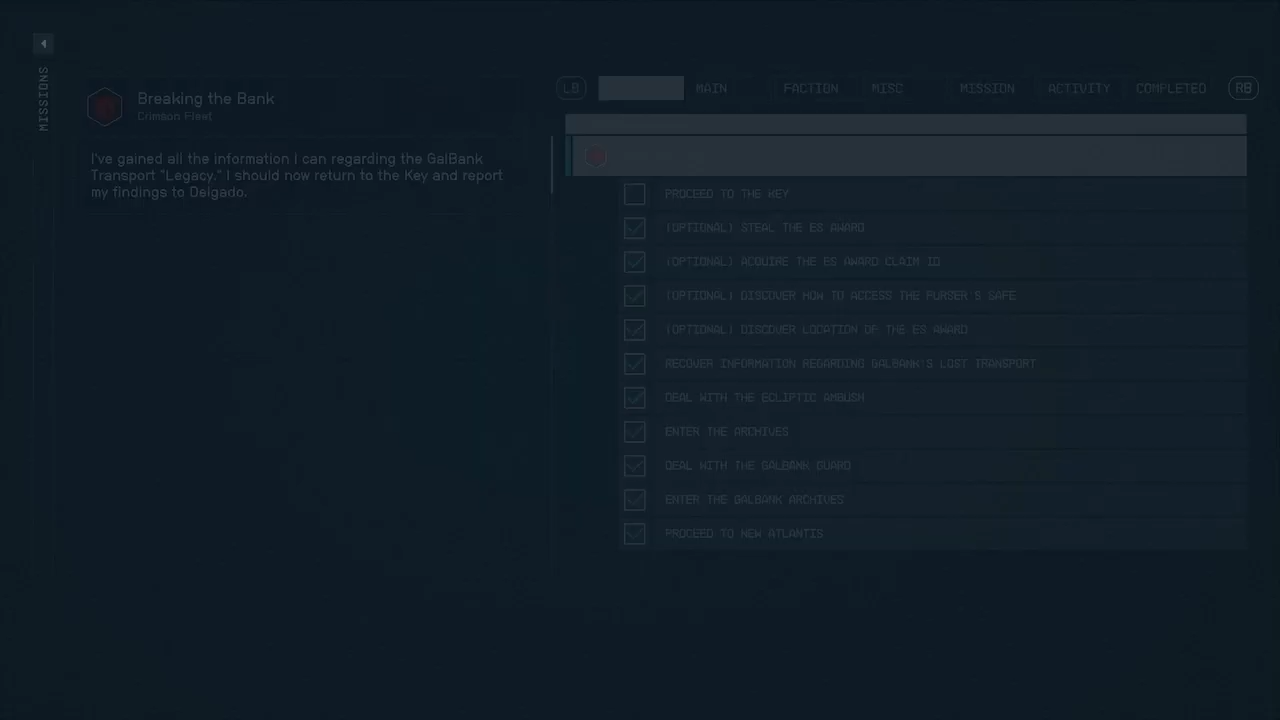 MISSIONS
Breaking the Bank
Crimson Fleet
I've gained all the information I can regarding the GalBank
Transport "Legacy." I should now return to the Key and report
my findings to Delgado.
LB
MAIN
FACTION
MISC
MISSION
ACTIVITY
COMPLETED
RB
PROCEED TO THE KEY
(OPTIONAL) STEAL THE ES AWARD
(OPTIONAL) ACQUIRE THE ES AWARD CLAIM ID
(OPTIONAL) DISCOVER HOW TO ACCESS THE PURSER'S SAFE
(OPTIONAL) DISCOVER LOCATION OF THE ES AWARD
RECOVER INFORMATION REGARDING GALBANK'S LOST TRANSPORT
DEAL WITH THE ECLIPTIC AMBUSH
ENTER THE ARCHIVES
DEAL WITH THE GALBANK GUARD
ENTER THE GALBANK ARCHIVES
PROCEED TO NEW ATLANTIS